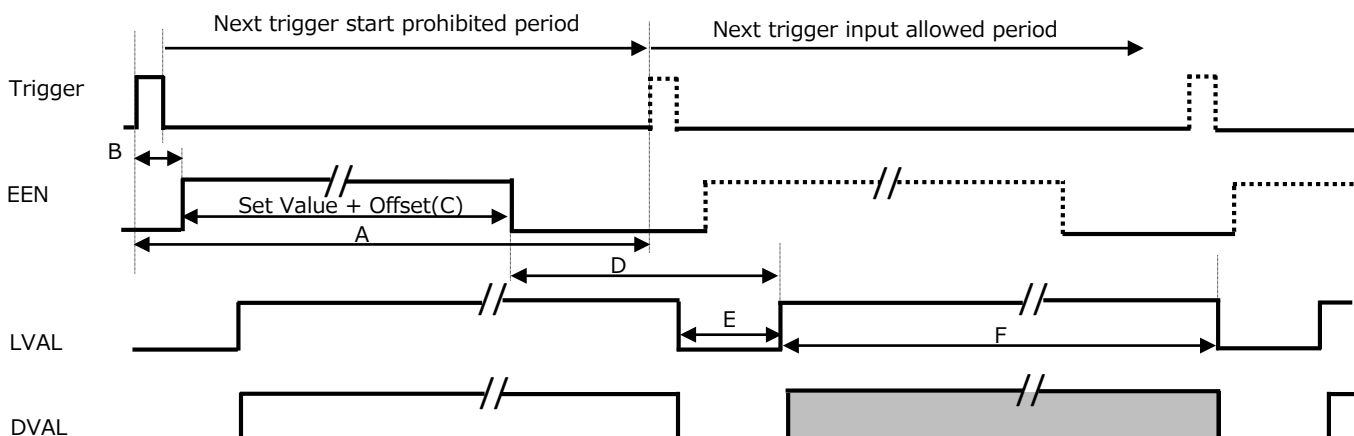 Next trigger start prohibited period
Next trigger input allowed period
Trigger
B
EEN
Set Value + Offset(C)
A
D
LVAL
E
F
DVAL